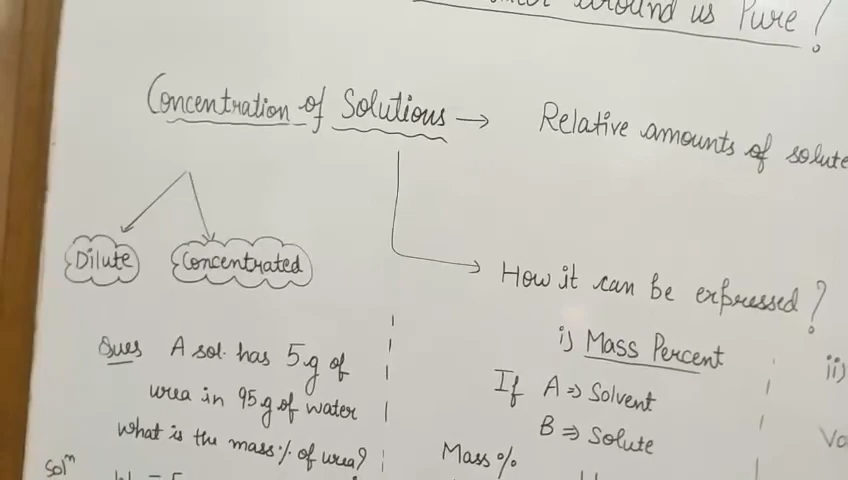 around us Pure!
Concentration of Solutions → Relative amounts of solute
Dilute
Concentrated
How it can be expressed?
Ques A sol. has 5g of
urea in 95g of water
what is the mass% of urea?
Solⁿ
i) Mass Percent
If A ⇒ Solvent
B ⇒ Solute
Mass %
ii)